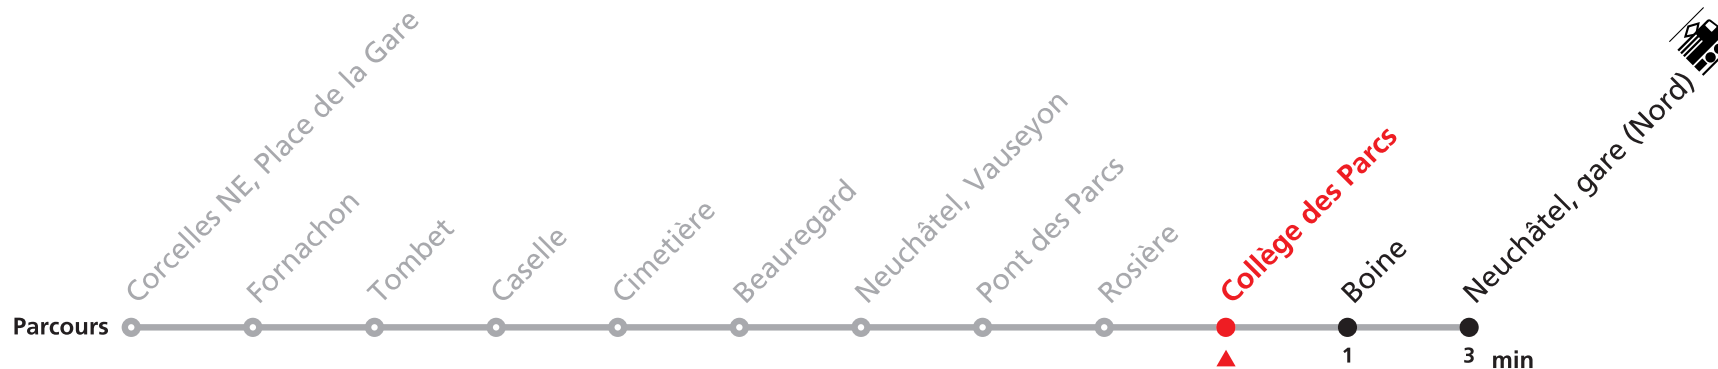 Corcelles NE, Place de la Gare
Fornachon
Tombet
Caselle
Cimetière
Beauregard
Neuchâtel, Vauseyon
Pont des Parcs
Rosière
Collège des Parcs
Boine
Neuchâtel, gare (Nord)
Parcours
1
3
min